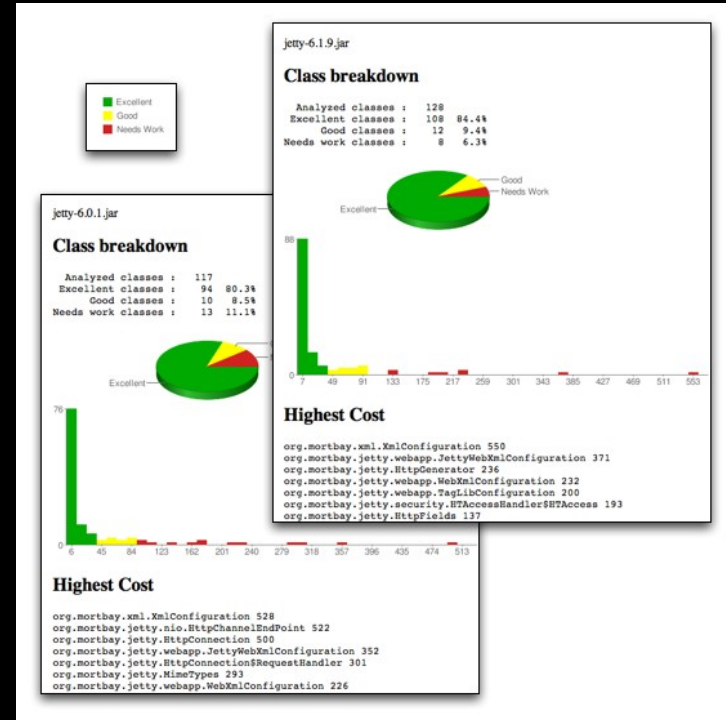 Excellent
Good
Needs Work
jetty-6.1.9.jar
Class breakdown
Analyzed classes : 128
Excellent classes : 108 84.4%
Good classes : 12 9.4%
Needs work classes : 8 6.3%
Good
Needs Work
Excellent
88
0
7 49 91 133 175 217 259 301 343 385 427 469 511 553
Highest Cost
org.mortbay.xml.XmlConfiguration 550
org.mortbay.jetty.webapp.JettyWebXmlConfiguration 371
org.mortbay.jetty.HttpGenerator 236
org.mortbay.jetty.webapp.WebXmlConfiguration 232
org.mortbay.jetty.webapp.TagLibConfiguration 200
org.mortbay.jetty.security.HTAccessHandler$HTAccess 193
org.mortbay.jetty.HttpFields 137
jetty-6.0.1.jar
Class breakdown
Analyzed classes : 117
Excellent classes : 94 80.3%
Good classes : 10 8.5%
Needs work classes : 13 11.1%
Excellent
76
0
6 45 84 123 162 201 240 279 318 357 396 435 474 513
Highest Cost
org.mortbay.xml.XmlConfiguration 528
org.mortbay.jetty.nio.HttpChannelEndPoint 522
org.mortbay.jetty.HttpConnection 500
org.mortbay.jetty.webapp.JettyWebXmlConfiguration 352
org.mortbay.jetty.HttpConnection$RequestHandler 301
org.mortbay.jetty.MimeTypes 293
org.mortbay.jetty.webapp.WebXmlConfiguration 226